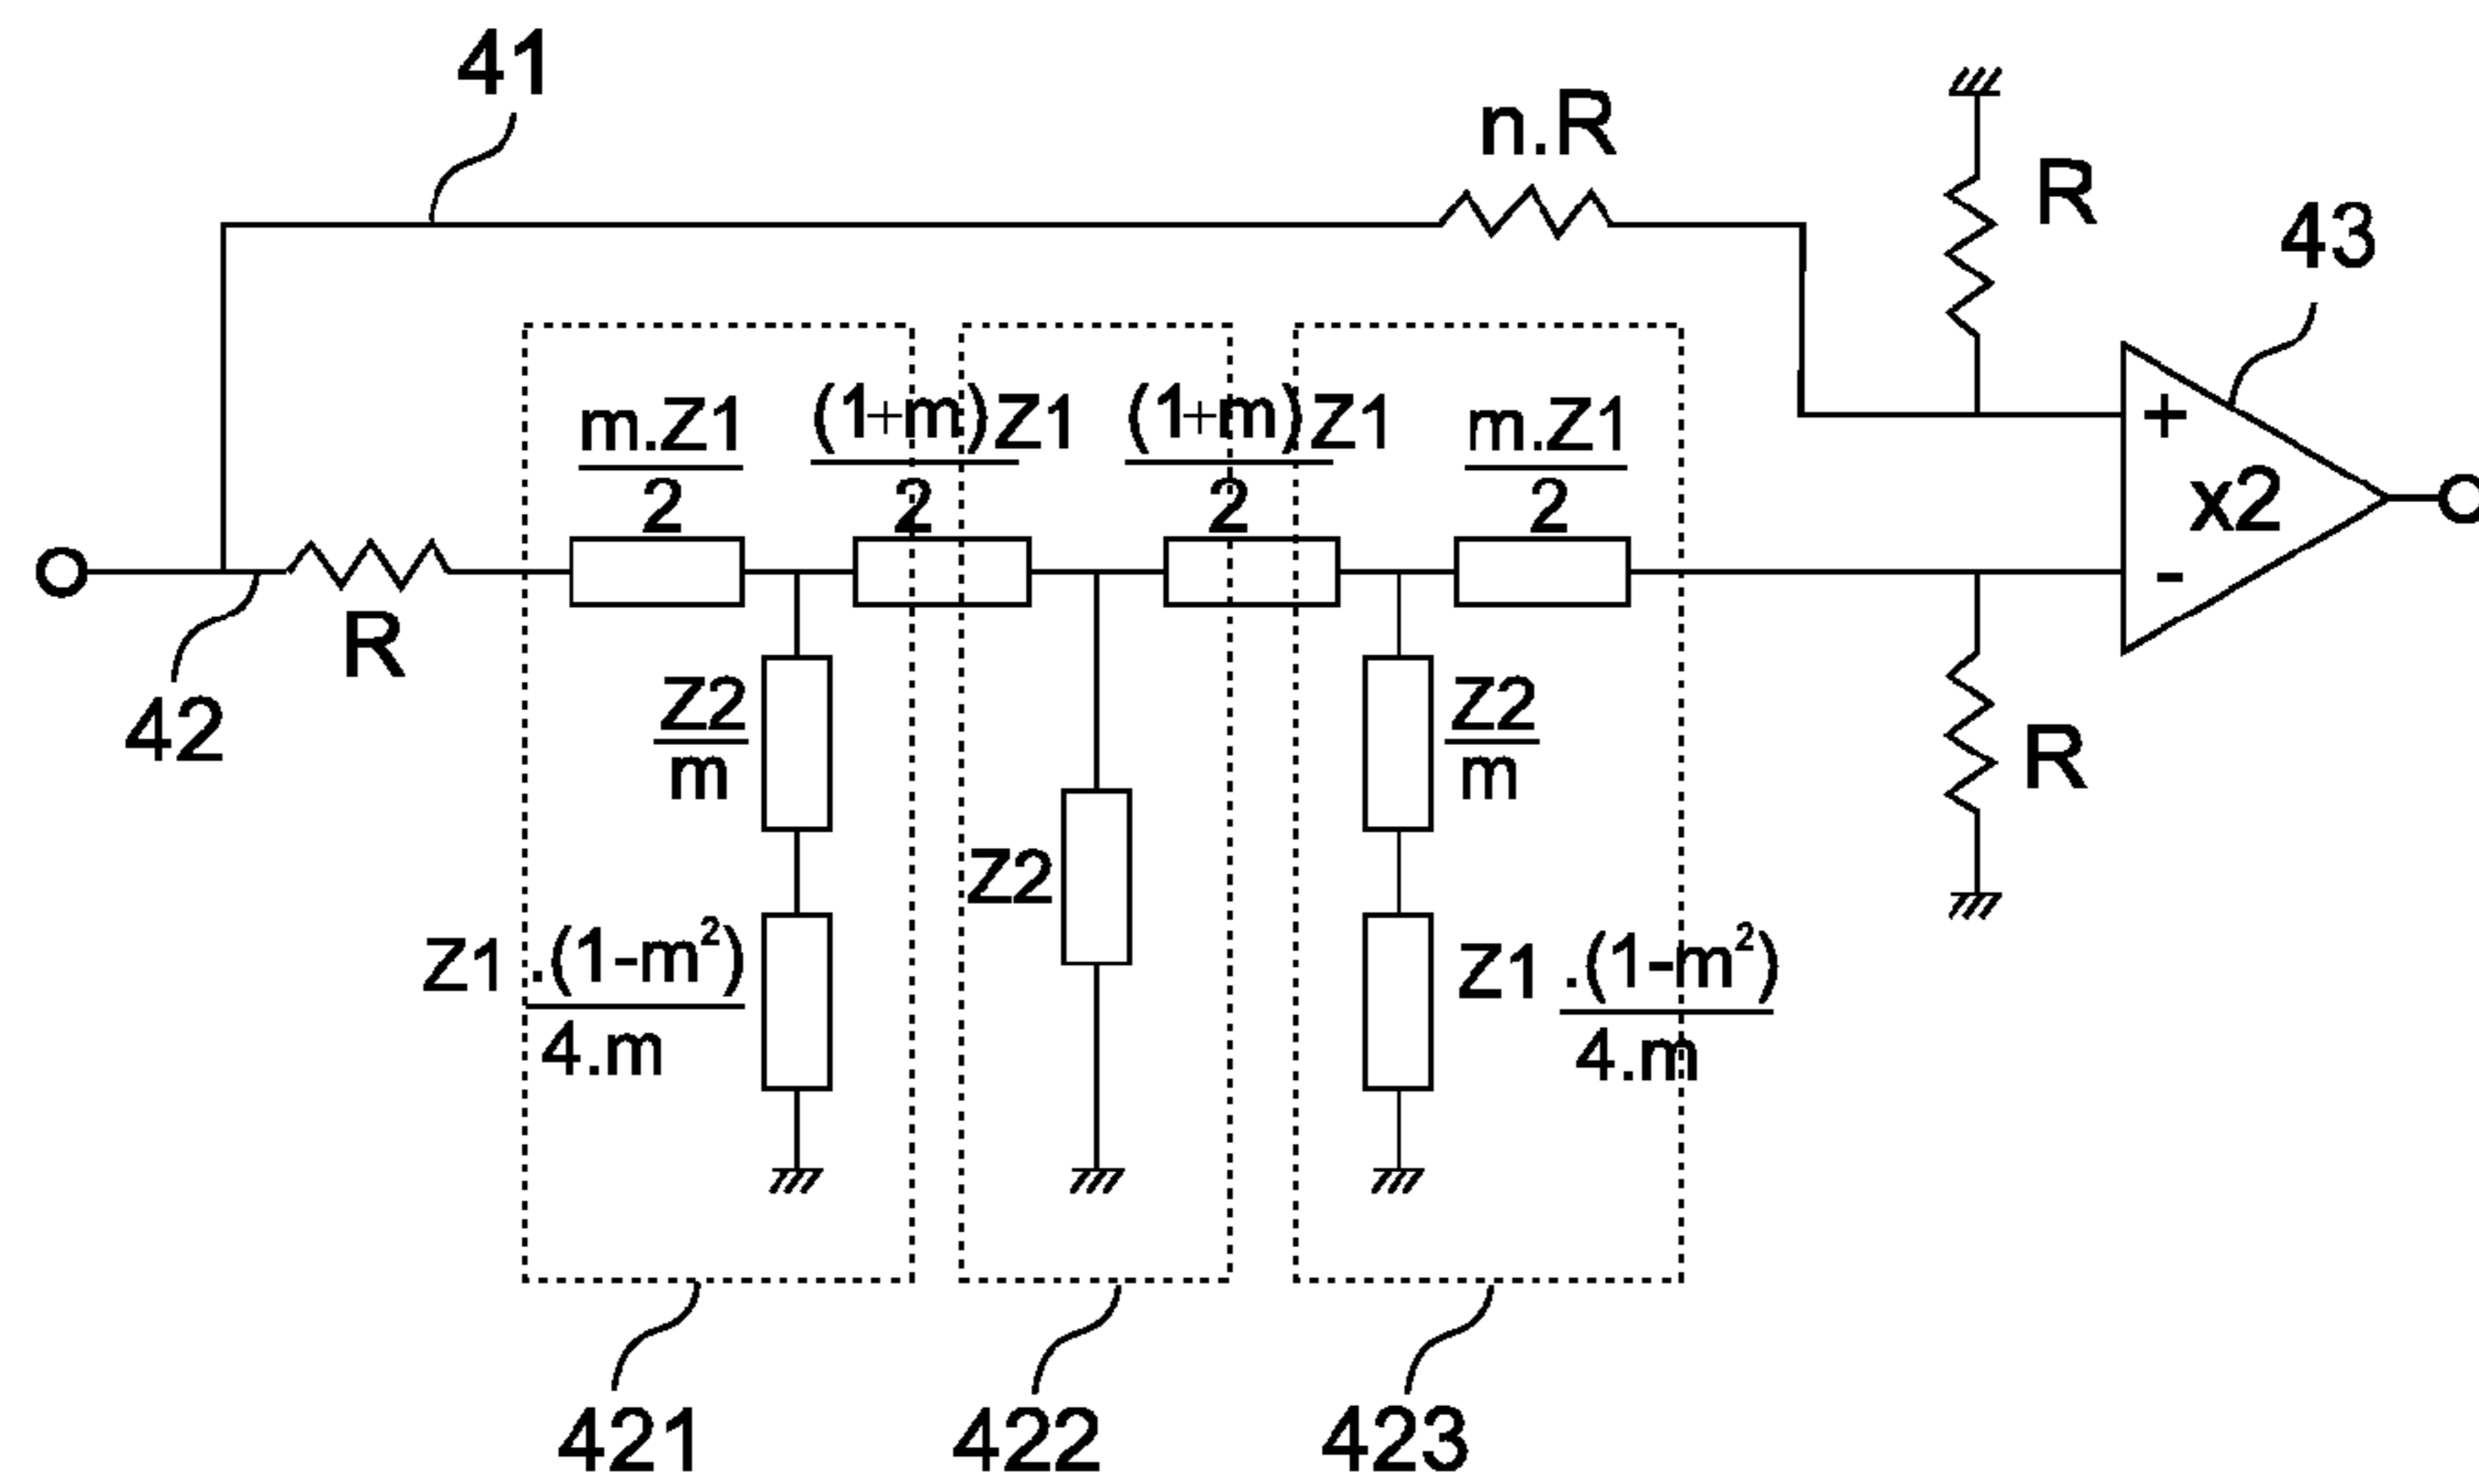 41
n.R
R
43
m.Z1
2
(1+m)Z1
2
(1+m)Z1
2
m.Z1
2
+
x2
-
R
42
Z2
m
Z2
m
R
Z2
Z1.(1-m²)
4.m
Z1.(1-m²)
4.m
421
422
423